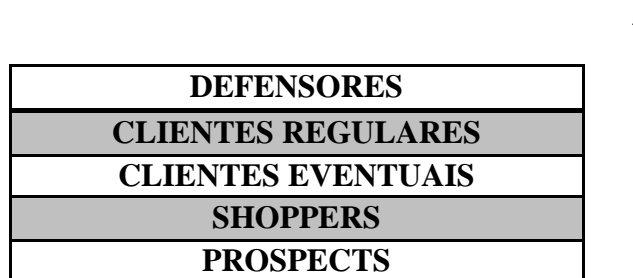 DEFENSORES
CLIENTES REGULARES
CLIENTES EVENTUAIS
SHOPPERS
PROSPECTS